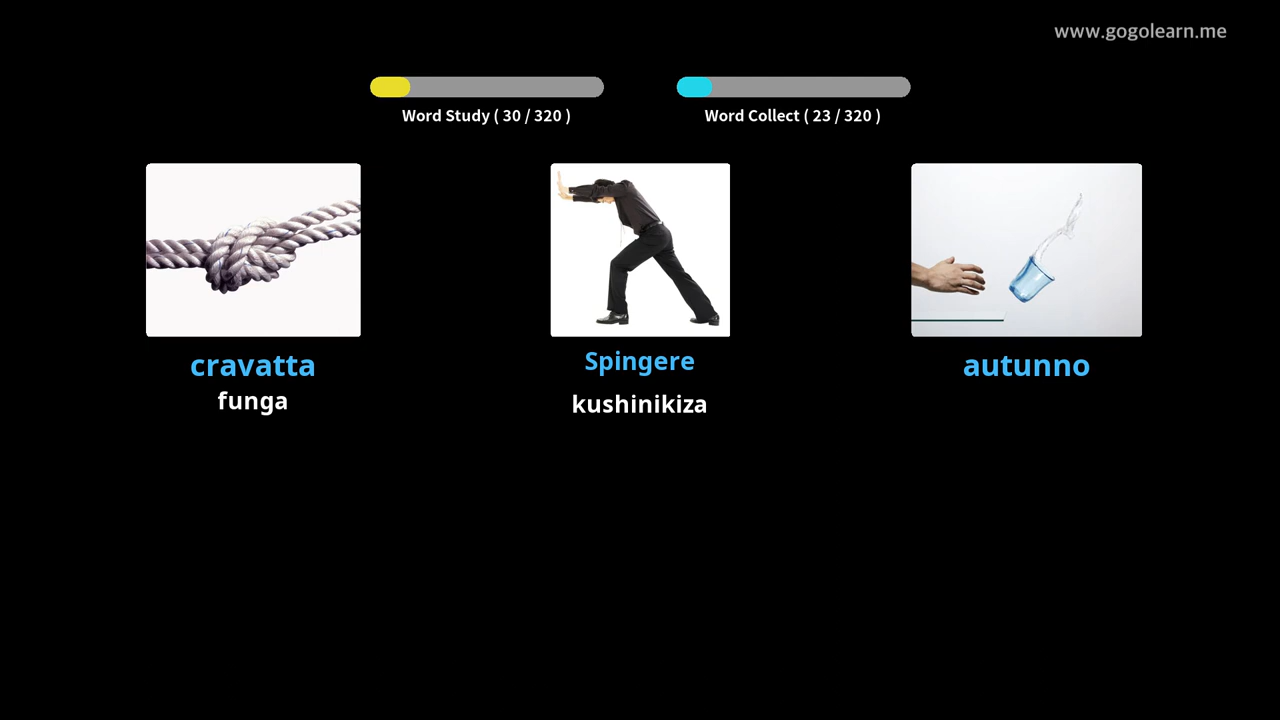 www.gogolearn.me
Word Study ( 30 / 320 )
Word Collect ( 23 / 320 )
cravatta
funga
Spingere
kushinikiza
autunno